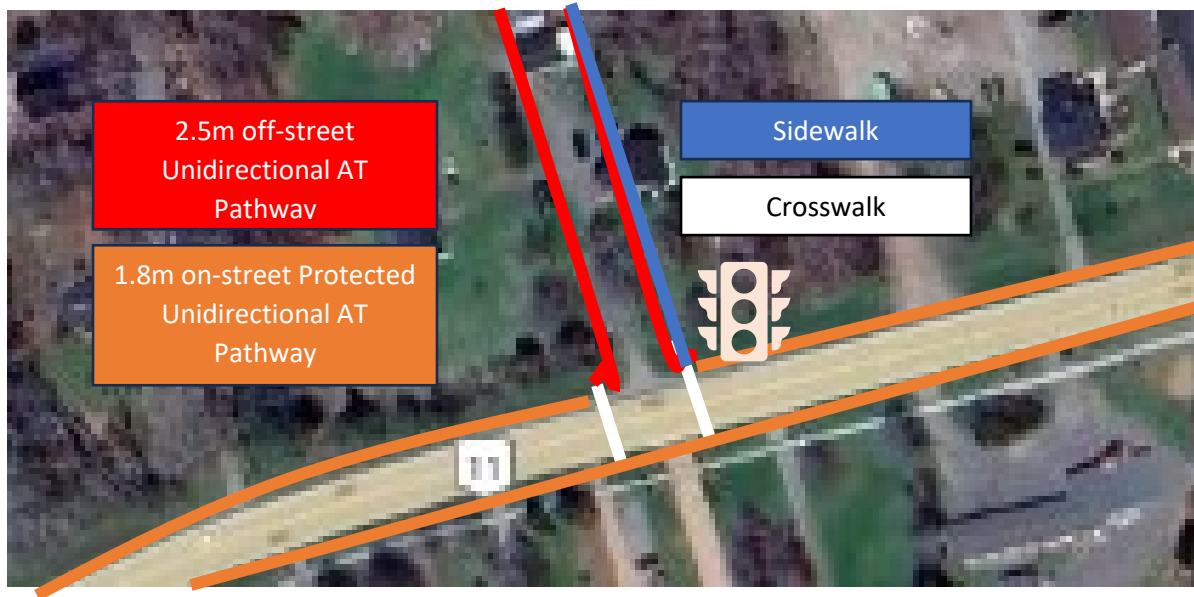 2.5m off-street
Unidirectional AT
Pathway
1.8m on-street Protected
Unidirectional AT
Pathway
Sidewalk
Crosswalk
11